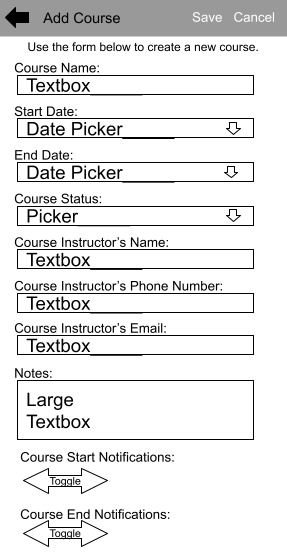 Add Course Save Cancel
Use the form below to create a new course.
Course Name:
Textbox_____
Start Date:
Date Picker_____
End Date:
Date Picker_____
Course Status:
Picker_____
Course Instructor's Name:
Textbox_____
Course Instructor's Phone Number:
Textbox_____
Course Instructor's Email:
Textbox_____
Notes:
Large
Textbox
Course Start Notifications:
Toggle
Course End Notifications:
Toggle